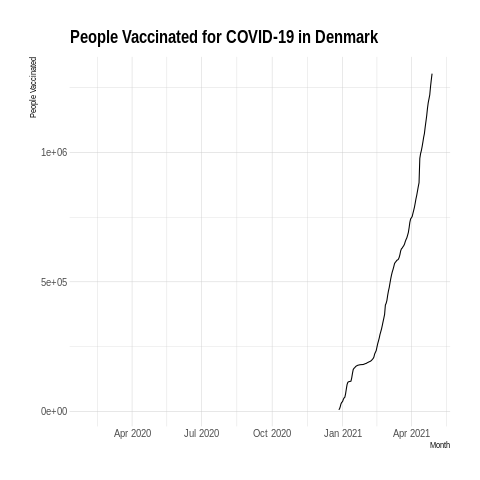 People Vaccinated for COVID-19 in Denmark
People Vaccinated
1e+06
5e+05
0e+00
Apr 2020 Jul 2020 Oct 2020 Jan 2021 Apr 2021
Month